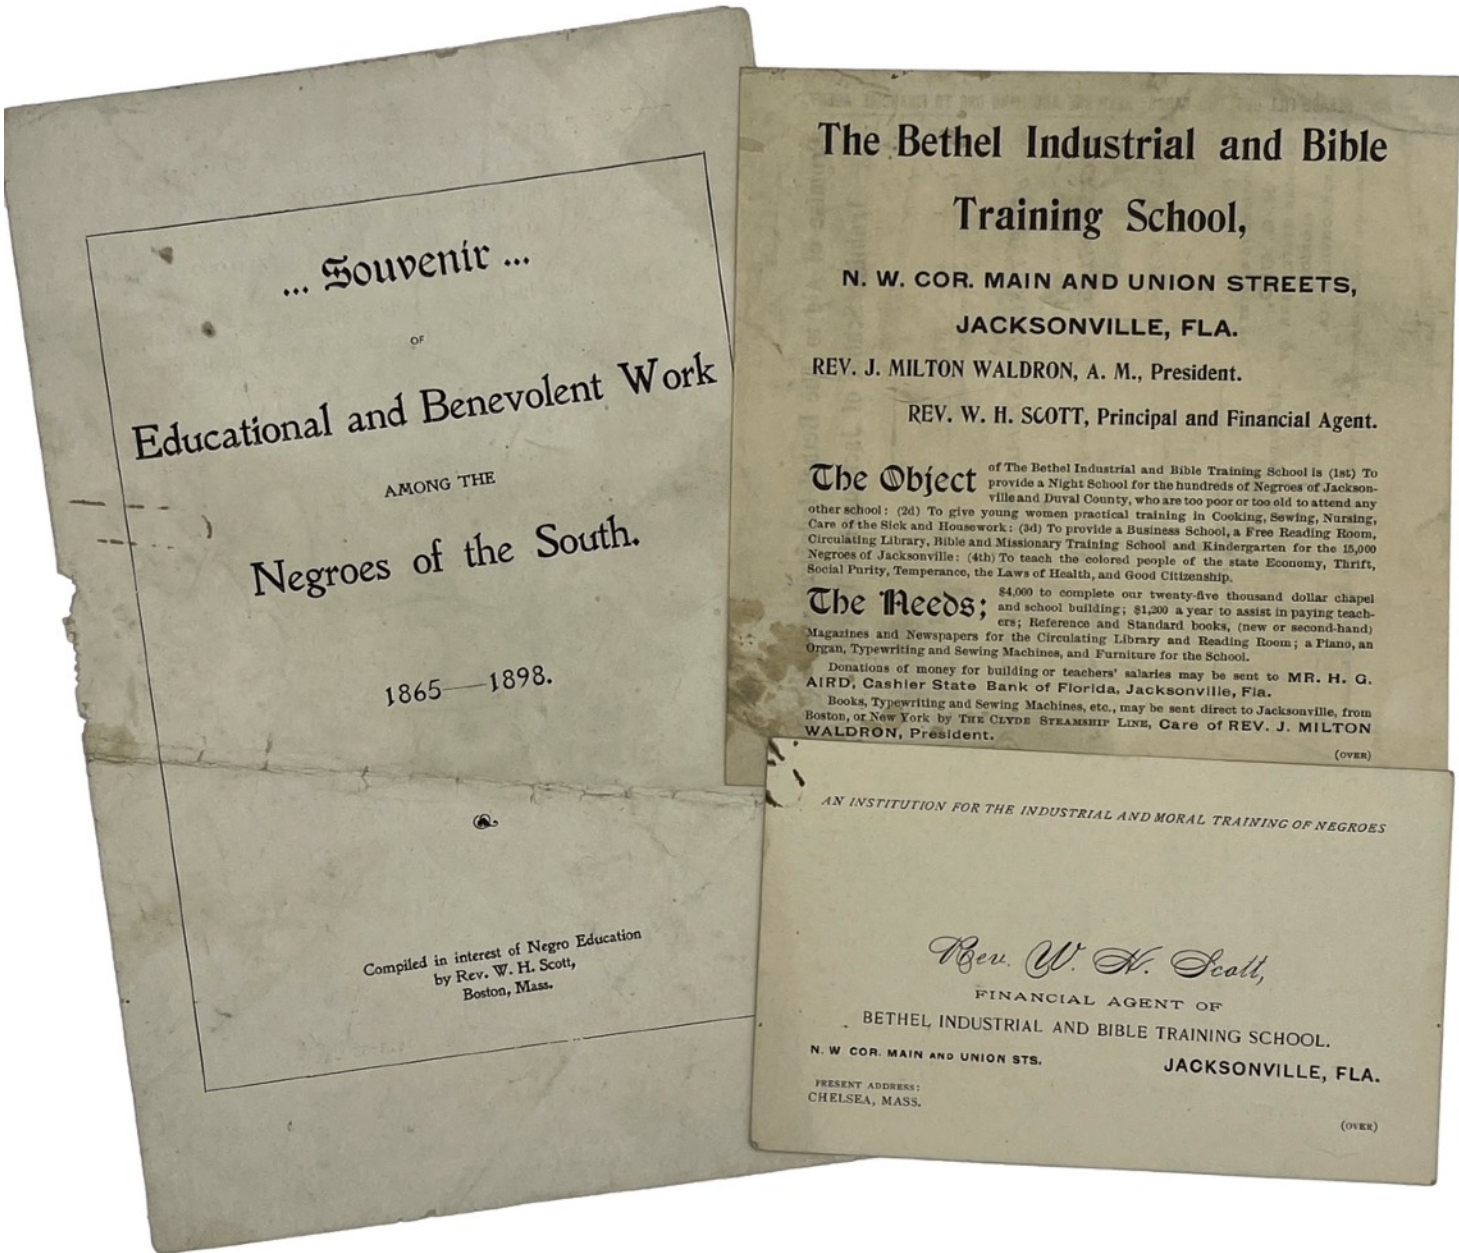 ... Souvenir ...
OF
Educational and Benevolent Work
AMONG THE
Negroes of the South.
1865—1898.
Compiled in interest of Negro Education
by Rev. W. H. Scott,
Boston, Mass.
The Bethel Industrial and Bible
Training School,
N. W. COR. MAIN AND UNION STREETS,
JACKSONVILLE, FLA.
REV. J. MILTON WALDRON, A. M., President.
REV. W. H. SCOTT, Principal and Financial Agent.
The Object of The Bethel Industrial and Bible Training School is (1st) To
provide a Night School for the hundreds of Negroes of Jackson-
ville and Duval County, who are too poor or too old to attend any
other school: (2d) To give young women practical training in Cooking, Sewing, Nursing,
Care of the Sick and Housework: (3d) To provide a Business School, a Free Reading Room,
Circulating Library, Bible and Missionary Training School and Kindergarten for the 15,000
Negroes of Jacksonville: (4th) To teach the colored people of the state Economy, Thrift,
Social Purity, Temperance, the Laws of Health, and Good Citizenship.
The Needs; $4,000 to complete our twenty-five thousand dollar chapel
and school building; $1,200 a year to assist in paying teach-
ers; Reference and Standard books, (new or second-hand)
Magazines and Newspapers for the Circulating Library and Reading Room; a Piano, an
Organ, Typewriting and Sewing Machines, and Furniture for the School.
Donations of money for building or teachers' salaries may be sent to MR. H. G.
AIRD, Cashier State Bank of Florida, Jacksonville, Fla.
Books, Typewriting and Sewing Machines, etc., may be sent direct to Jacksonville, from
Boston, or New York by THE CLYDE STEAMSHIP LINE, Care of REV. J. MILTON
WALDRON, President.
(OVER)
AN INSTITUTION FOR THE INDUSTRIAL AND MORAL TRAINING OF NEGROES
Rev. W. H. Scott,
FINANCIAL AGENT OF
BETHEL INDUSTRIAL AND BIBLE TRAINING SCHOOL.
N. W COR. MAIN AND UNION STS.
JACKSONVILLE, FLA.
PRESENT ADDRESS:
CHELSEA, MASS.
(OVER)